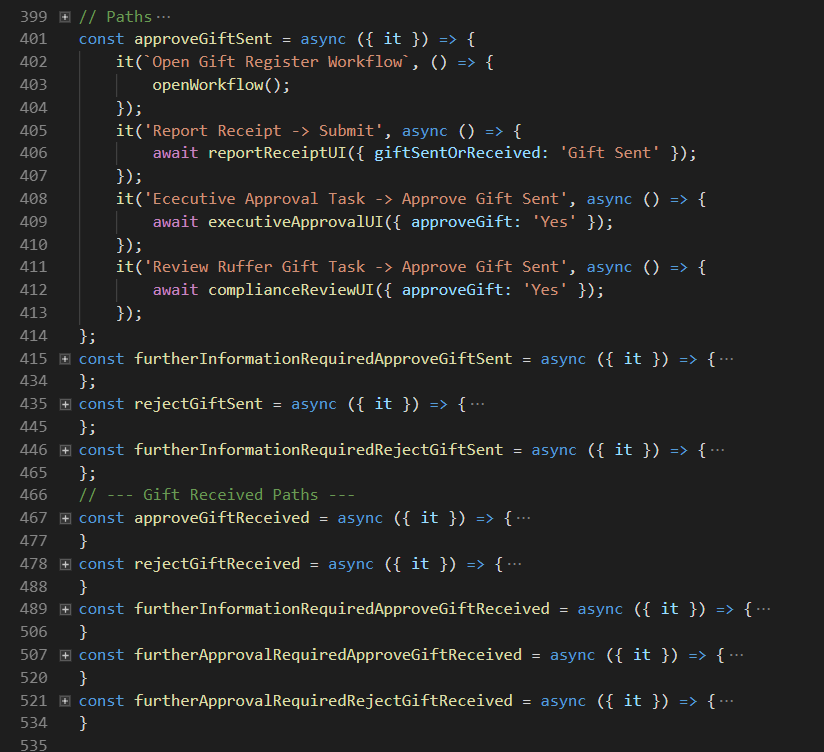 399 // Paths···
401 const approveGiftSent = async ({ it }) => {
402 it(`Open Gift Register Workflow`, () => {
403 openWorkflow();
404 });
405 it('Report Receipt -> Submit', async () => {
406 await reportReceiptUI({ giftSentOrReceived: 'Gift Sent' });
407 });
408 it('Ececutive Approval Task -> Approve Gift Sent', async () => {
409 await executiveApprovalUI({ approveGift: 'Yes' });
410 });
411 it('Review Ruffer Gift Task -> Approve Gift Sent', async () => {
412 await complianceReviewUI({ approveGift: 'Yes' });
413 });
414 };
415 const furtherInformationRequiredApproveGiftSent = async ({ it }) => {···
434 };
435 const rejectGiftSent = async ({ it }) => {···
445 };
446 const furtherInformationRequiredRejectGiftSent = async ({ it }) => {···
465 };
466 // --- Gift Received Paths ---
467 const approveGiftReceived = async ({ it }) => {···
477 }
478 const rejectGiftReceived = async ({ it }) => {···
488 }
489 const furtherInformationRequiredApproveGiftReceived = async ({ it }) => {···
506 }
507 const furtherApprovalRequiredApproveGiftReceived = async ({ it }) => {···
520 }
521 const furtherApprovalRequiredRejectGiftReceived = async ({ it }) => {···
534 }
535